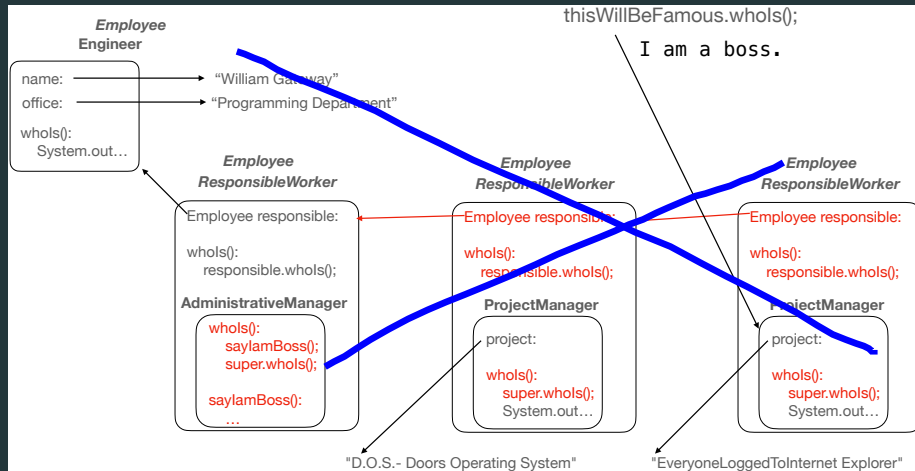 thisWillBeFamous.whoIs();
I am a boss.
Employee
Engineer
name:
"William Gateway"
office:
"Programming Department"
whoIs():
System.out…
Employee
ResponsibleWorker
Employee responsible:
whoIs():
responsible.whoIs();
AdministrativeManager
whoIs():
sayIamBoss();
super.whoIs();
sayIamBoss():
…
Employee
ResponsibleWorker
Employee responsible:
whoIs():
responsible.whoIs();
ProjectManager
project:
whoIs():
super.whoIs();
System.out…
Employee
ResponsibleWorker
Employee responsible:
whoIs():
responsible.whoIs();
ProjectManager
project:
whoIs():
super.whoIs();
System.out…
"D.O.S.- Doors Operating System"
"EveryoneLoggedToInternet Explorer"